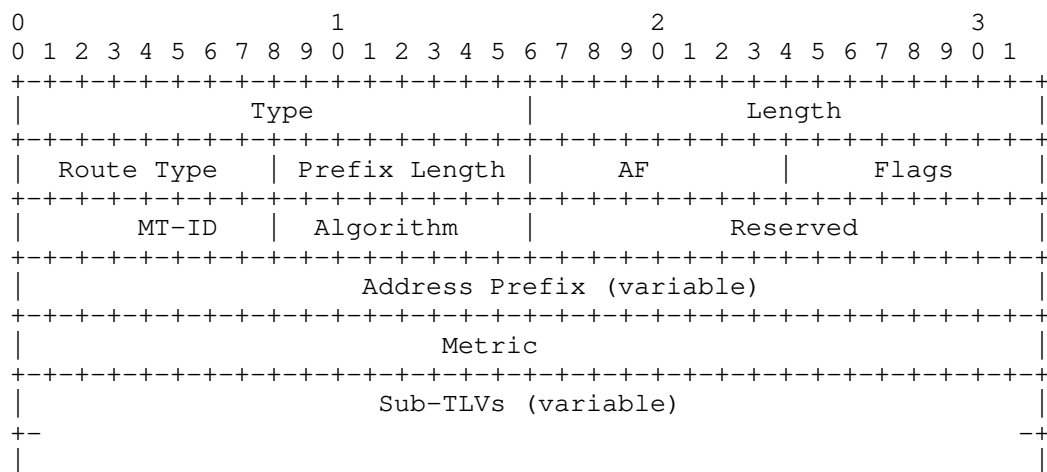 0                   1                   2                   3
0 1 2 3 4 5 6 7 8 9 0 1 2 3 4 5 6 7 8 9 0 1 2 3 4 5 6 7 8 9 0 1
+-+-+-+-+-+-+-+-+-+-+-+-+-+-+-+-+-+-+-+-+-+-+-+-+-+-+-+-+-+-+-+-+
|              Type             |             Length            |
+-+-+-+-+-+-+-+-+-+-+-+-+-+-+-+-+-+-+-+-+-+-+-+-+-+-+-+-+-+-+-+-+
|  Route Type   | Prefix Length |     AF        |     Flags     |
+-+-+-+-+-+-+-+-+-+-+-+-+-+-+-+-+-+-+-+-+-+-+-+-+-+-+-+-+-+-+-+-+
|       MT-ID   |  Algorithm    |            Reserved           |
+-+-+-+-+-+-+-+-+-+-+-+-+-+-+-+-+-+-+-+-+-+-+-+-+-+-+-+-+-+-+-+-+
|                     Address Prefix (variable)                 |
+-+-+-+-+-+-+-+-+-+-+-+-+-+-+-+-+-+-+-+-+-+-+-+-+-+-+-+-+-+-+-+-+
|                          Metric                               |
+-+-+-+-+-+-+-+-+-+-+-+-+-+-+-+-+-+-+-+-+-+-+-+-+-+-+-+-+-+-+-+-+
|                      Sub-TLVs (variable)                      |
+-                                                             -+
|                                                               |